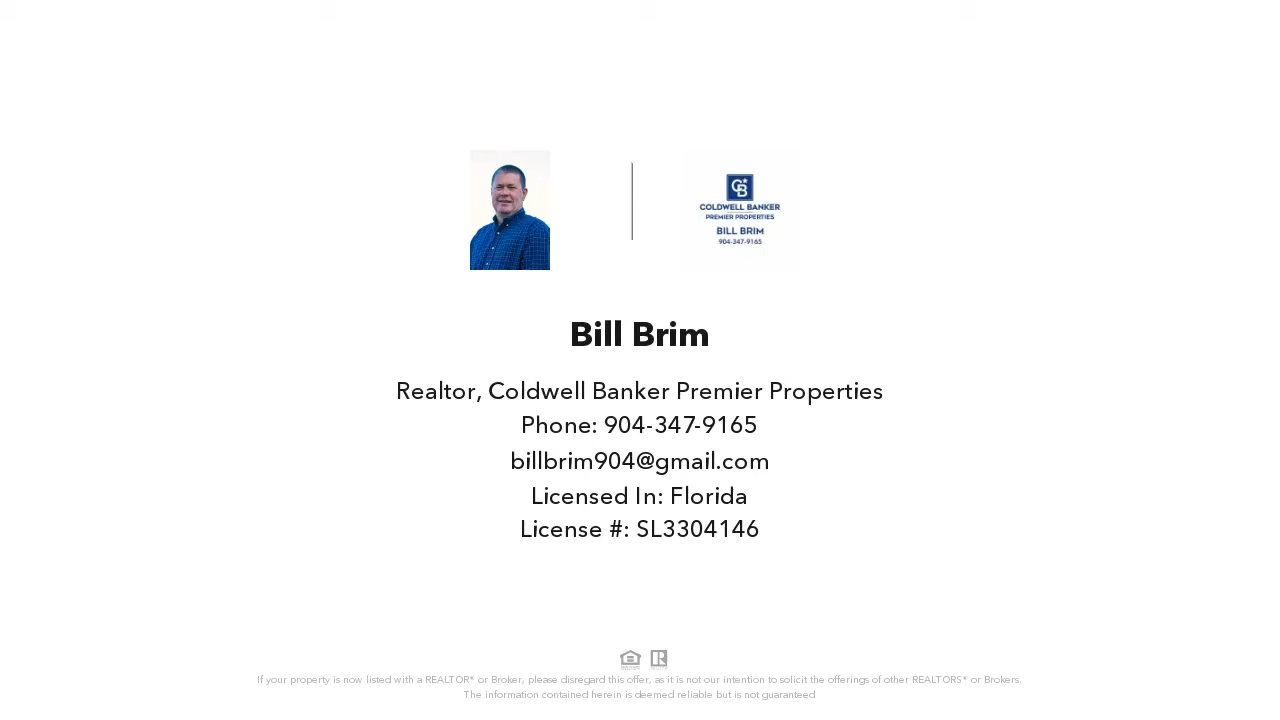 COLDWELL BANKER
PREMIER PROPERTIES
BILL BRIM
904-347-9165
Bill Brim
Realtor, Coldwell Banker Premier Properties
Phone: 904-347-9165
billbrim904@gmail.com
Licensed In: Florida
License #: SL3304146
If your property is now listed with a REALTOR® or Broker, please disregard this offer, as it is not our intention to solicit the offerings of other REALTORS® or Brokers.
The information contained herein is deemed reliable but is not guaranteed